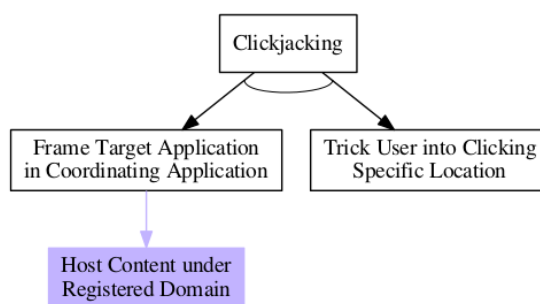 Clickjacking
Frame Target Application
in Coordinating Application
Trick User into Clicking
Specific Location
Host Content under
Registered Domain